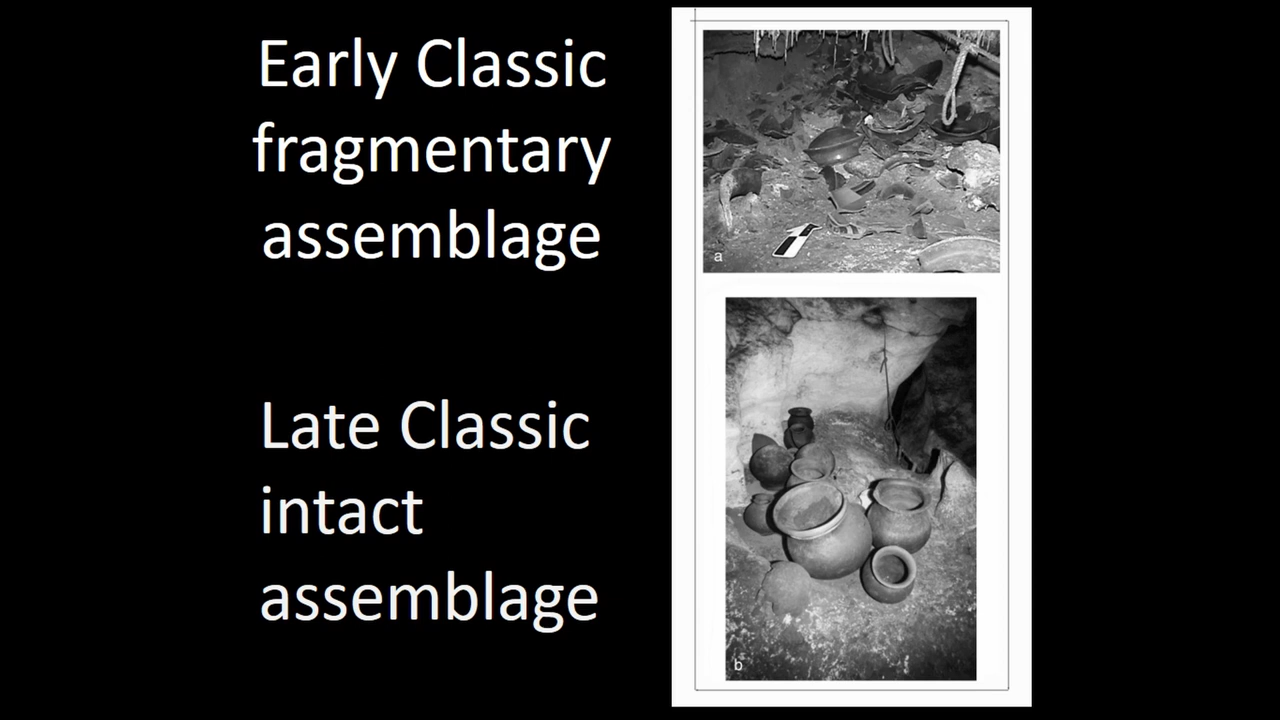 Early Classic
fragmentary
assemblage
a
Late Classic
intact
assemblage
b